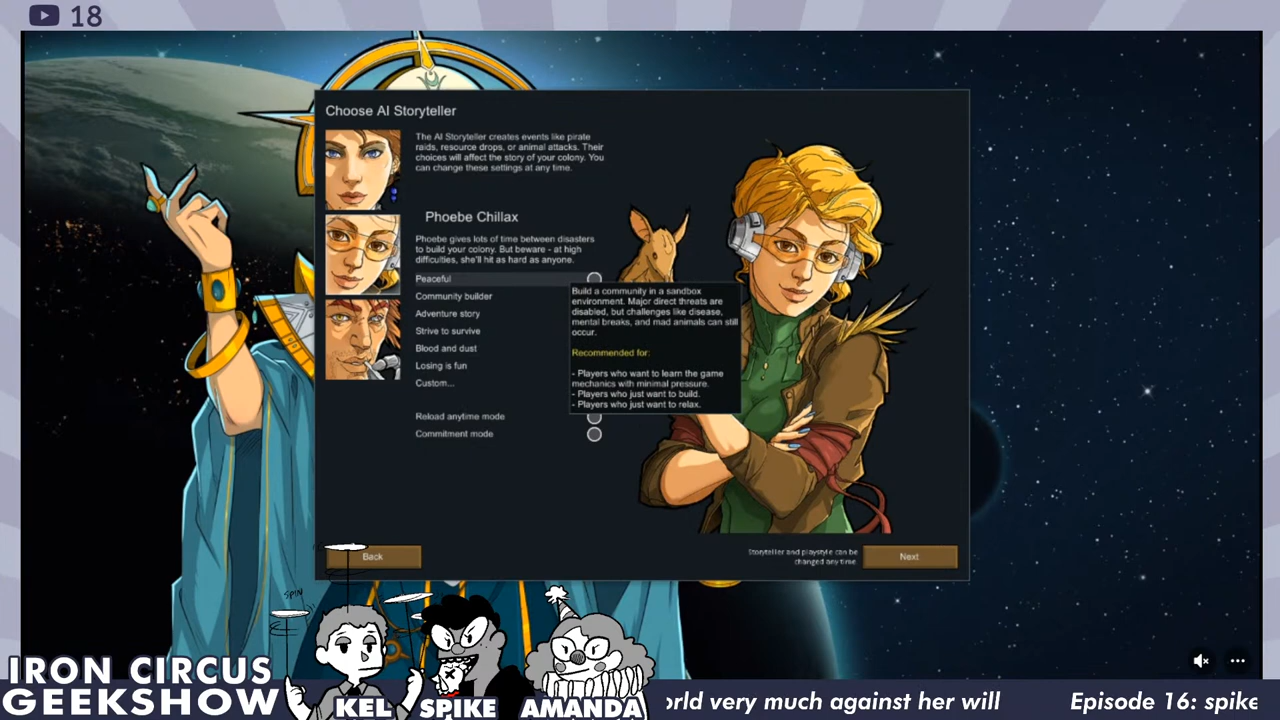 18
Choose AI Storyteller
The AI Storyteller creates events like pirate
raids, resource drops, or animal attacks. Their
choices will affect the story of your colony. You
can change these settings at any time.
Phoebe Chillax
Phoebe gives lots of time between disasters
to build your colony. But beware - at high
difficulties, she'll hit as hard as anyone.
Peaceful
Community builder
Adventure story
Strive to survive
Blood and dust
Losing is fun
Custom...
Reload anytime mode
Commitment mode
Build a community in a sandbox
environment. Major direct threats are
disabled, but challenges like disease,
mental breaks, and mad animals can still
occur.
Recommended for:
- Players who want to learn the game
mechanics with minimal pressure.
- Players who just want to build.
- Players who just want to relax.
Back
Storyteller and playstyle can be
changed any time.
Next
SPIN
IRON CIRCUS
GEEKSHOW
KEL
SPIKE
AMANDA
orld very much against her will
Episode 16: spike